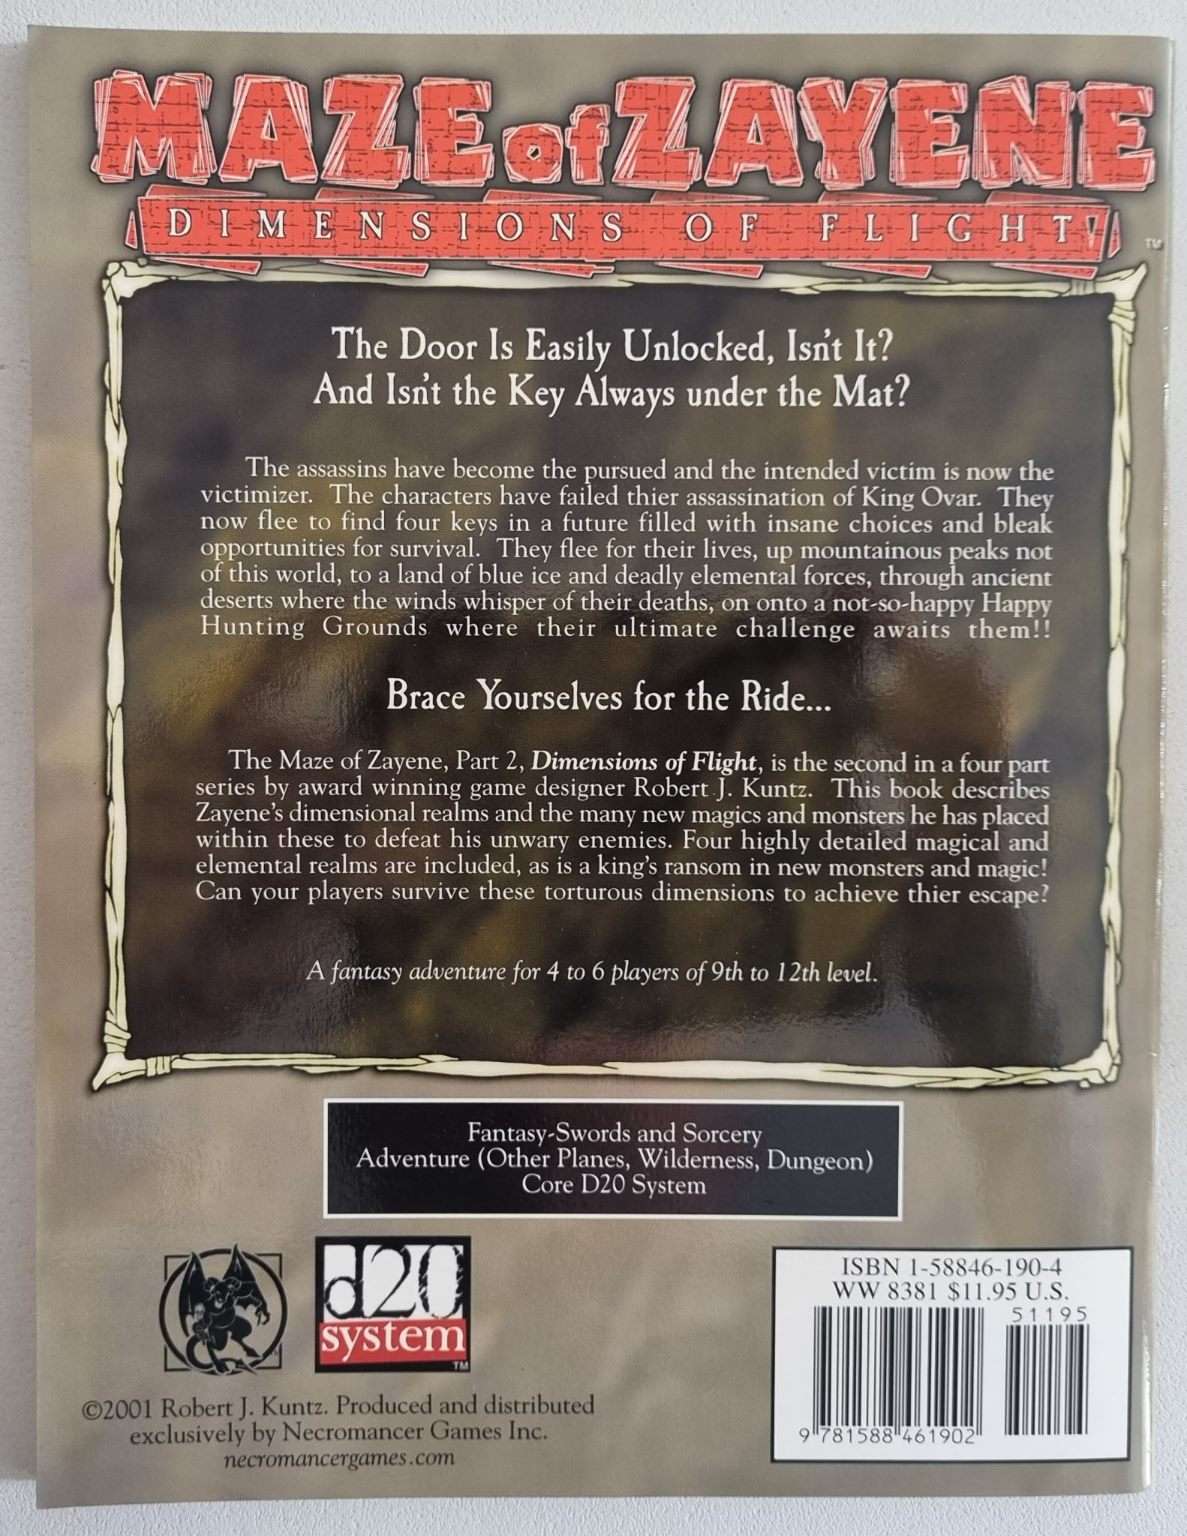 MAZE of ZAYENE
DIMENSIONS OF FLIGHT
TM
The Door Is Easily Unlocked, Isn't It?
And Isn't the Key Always under the Mat?
The assassins have become the pursued and the intended victim is now the
victimizer. The characters have failed thier assassination of King Ovar. They
now flee to find four keys in a future filled with insane choices and bleak
opportunities for survival. They flee for their lives, up mountainous peaks not
of this world, to a land of blue ice and deadly elemental forces, through ancient
deserts where the winds whisper of their deaths, on onto a not-so-happy Happy
Hunting Grounds where their ultimate challenge awaits them!!
Brace Yourselves for the Ride...
The Maze of Zayene, Part 2, Dimensions of Flight, is the second in a four part
series by award winning game designer Robert J. Kuntz. This book describes
Zayene's dimensional realms and the many new magics and monsters he has placed
within these to defeat his unwary enemies. Four highly detailed magical and
elemental realms are included, as is a king's ransom in new monsters and magic!
Can your players survive these torturous dimensions to achieve thier escape?
A fantasy adventure for 4 to 6 players of 9th to 12th level.
Fantasy-Swords and Sorcery
Adventure (Other Planes, Wilderness, Dungeon)
Core D20 System
d20
system
TM
©2001 Robert J. Kuntz. Produced and distributed
exclusively by Necromancer Games Inc.
necromancergames.com
ISBN 1-58846-190-4
WW 8381 $11.95 U.S.
51195
9 781588 461902